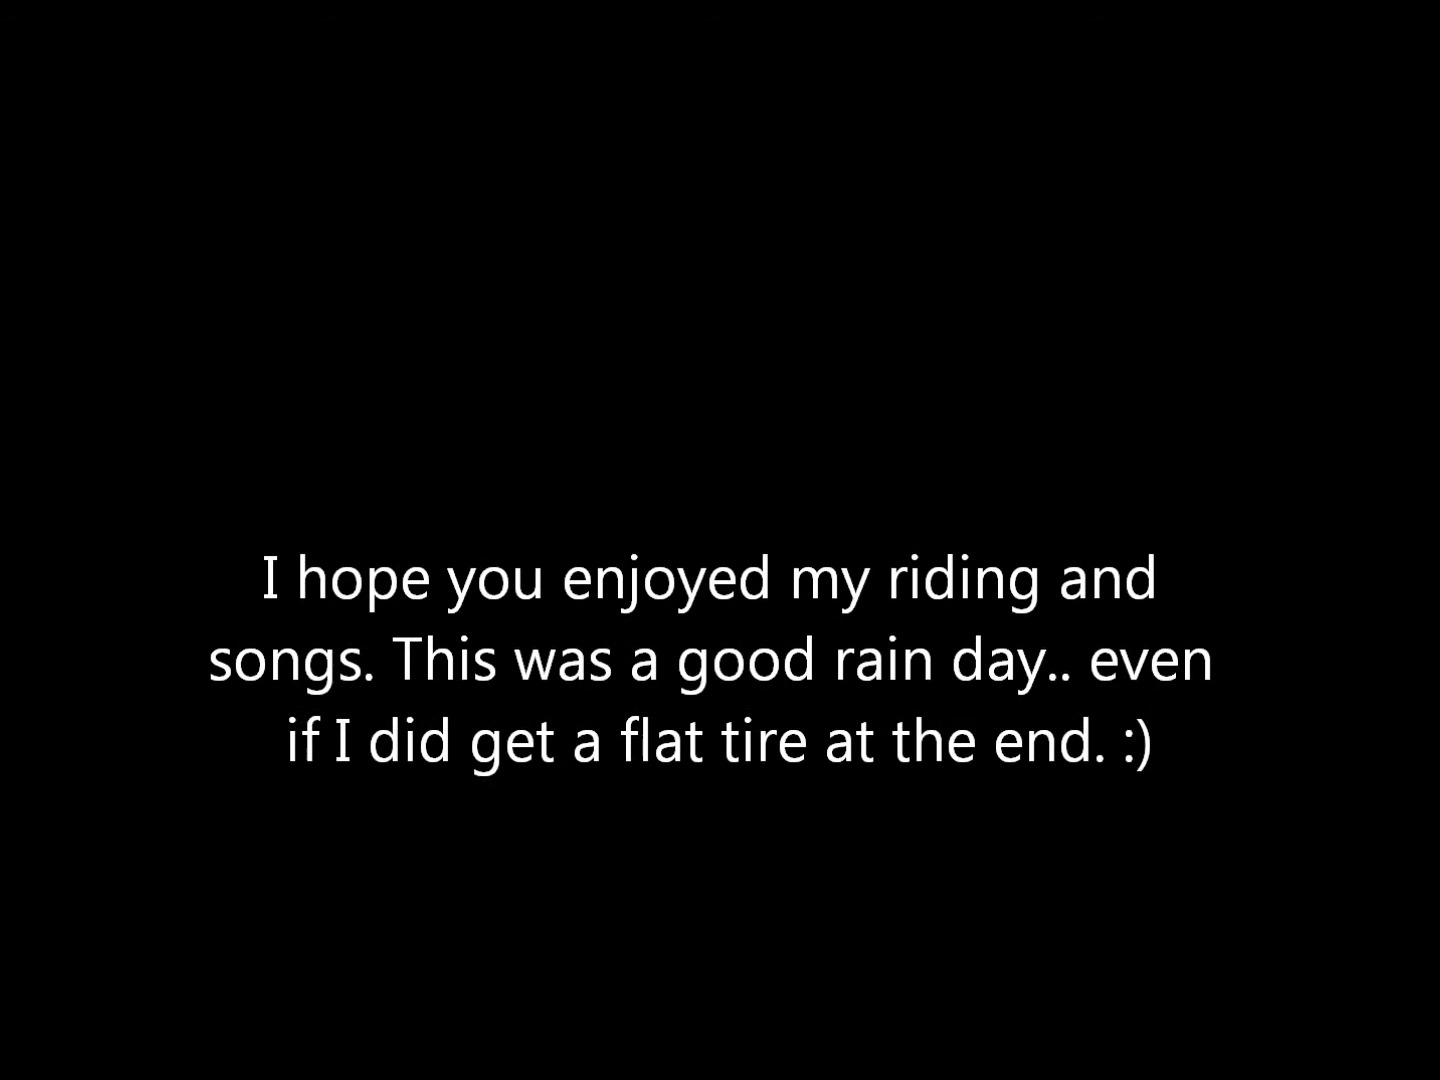 I hope you enjoyed my riding and
songs. This was a good rain day.. even
if I did get a flat tire at the end. :)